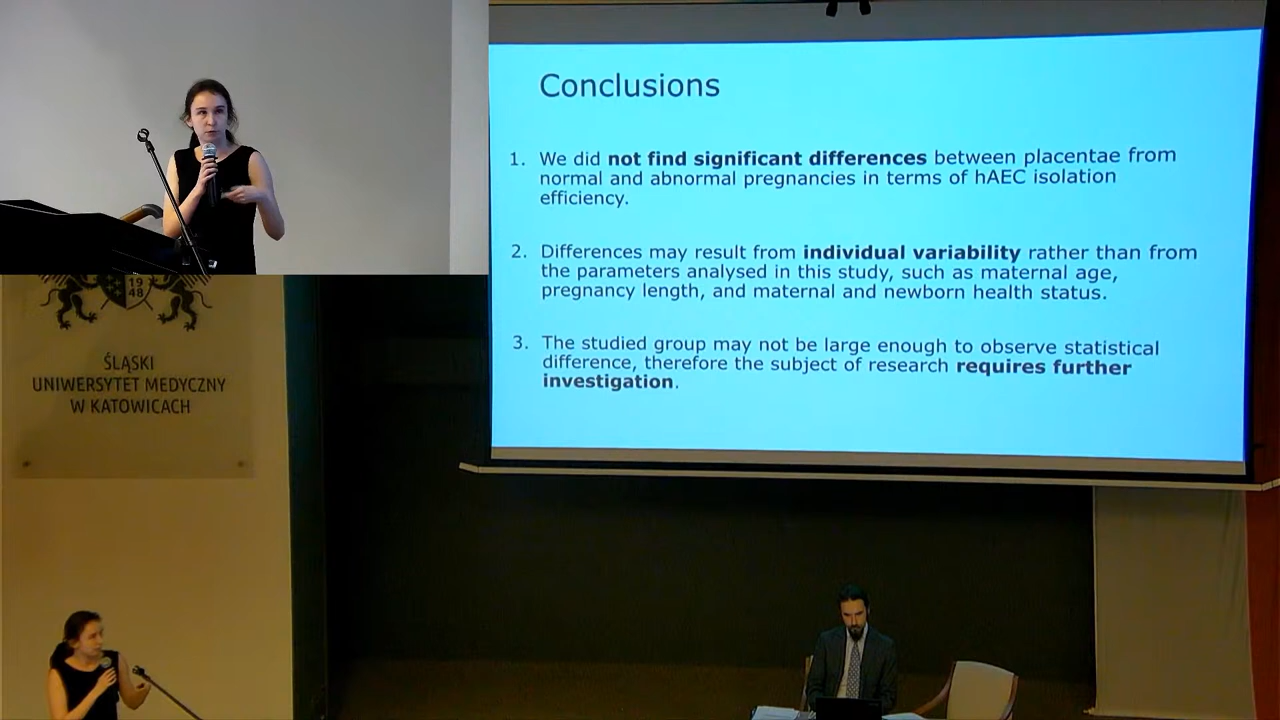 Conclusions
1. We did not find significant differences between placentae from
normal and abnormal pregnancies in terms of hAEC isolation
efficiency.
2. Differences may result from individual variability rather than from
the parameters analysed in this study, such as maternal age,
pregnancy length, and maternal and newborn health status.
3. The studied group may not be large enough to observe statistical
difference, therefore the subject of research requires further
investigation.
19
48
ŚLĄSKI
UNIWERSYTET MEDYCZNY
W KATOWICACH